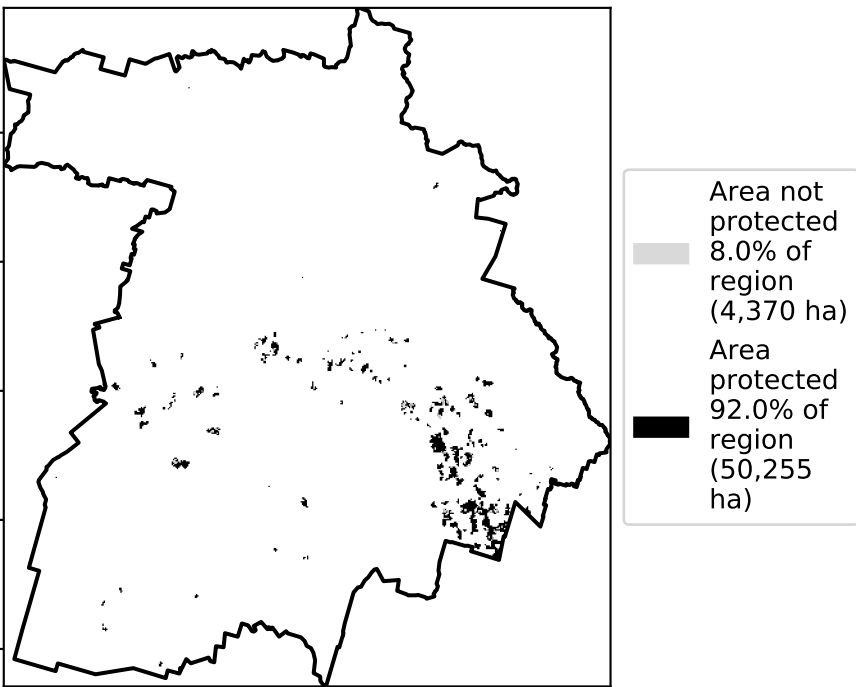 Area not
protected
8.0% of
region
(4,370 ha)
Area
protected
92.0% of
region
(50,255
ha)